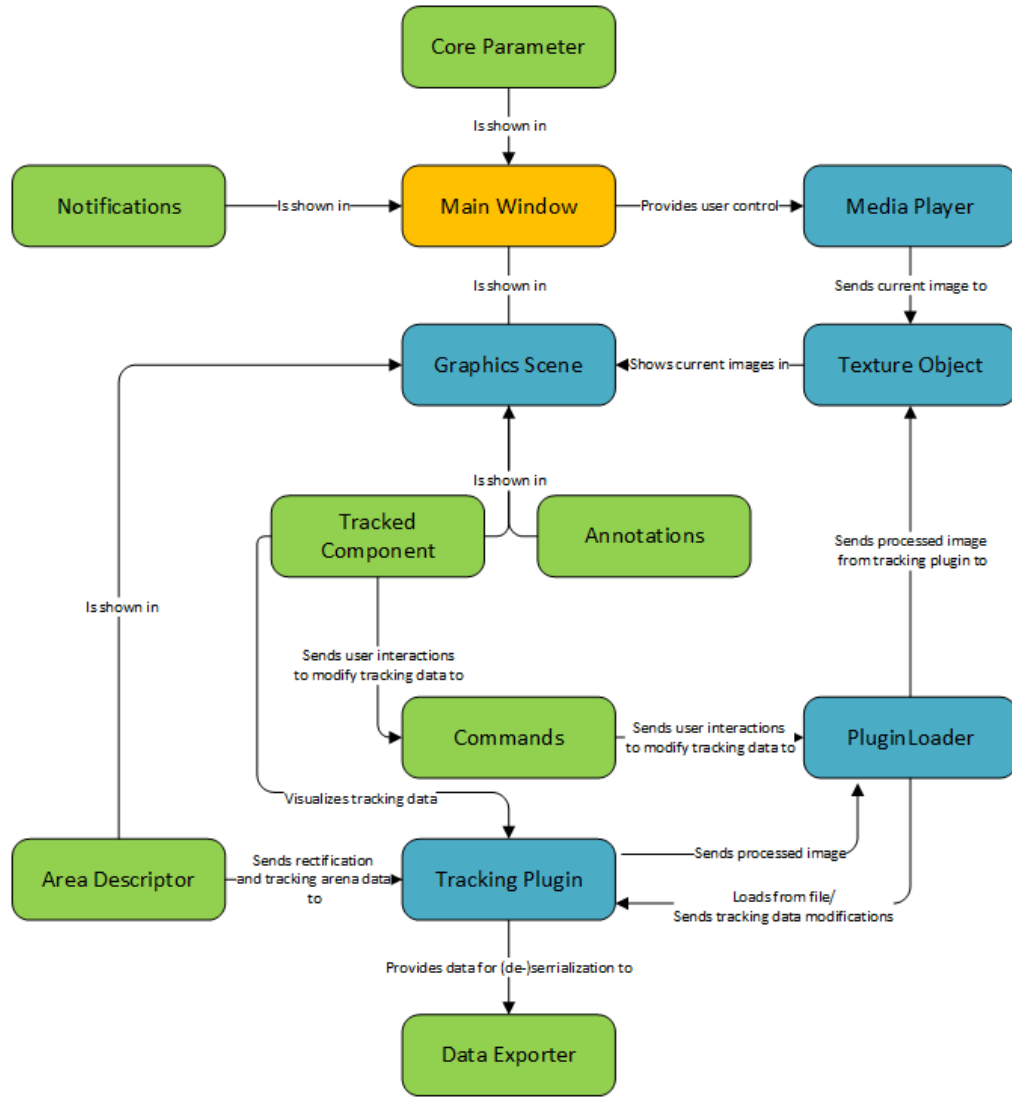 Core Parameter
Is shown in
Notifications
Is shown in
Main Window
Provides user control
Media Player
Is shown in
Sends current image to
Graphics Scene
Shows current images in
Texture Object
Is shown in
Tracked
Component
Annotations
Sends processed image
from tracking plugin to
Is shown in
Sends user interactions
to modify tracking data to
Commands
Sends user interactions
to modify tracking data to
PluginLoader
Visualizes tracking data
Area Descriptor
Sends rectification
and tracking arena data
to
Tracking Plugin
Sends processed image
Loads from file/
Sends tracking data modifications
Provides data for (de-)serrialization to
Data Exporter